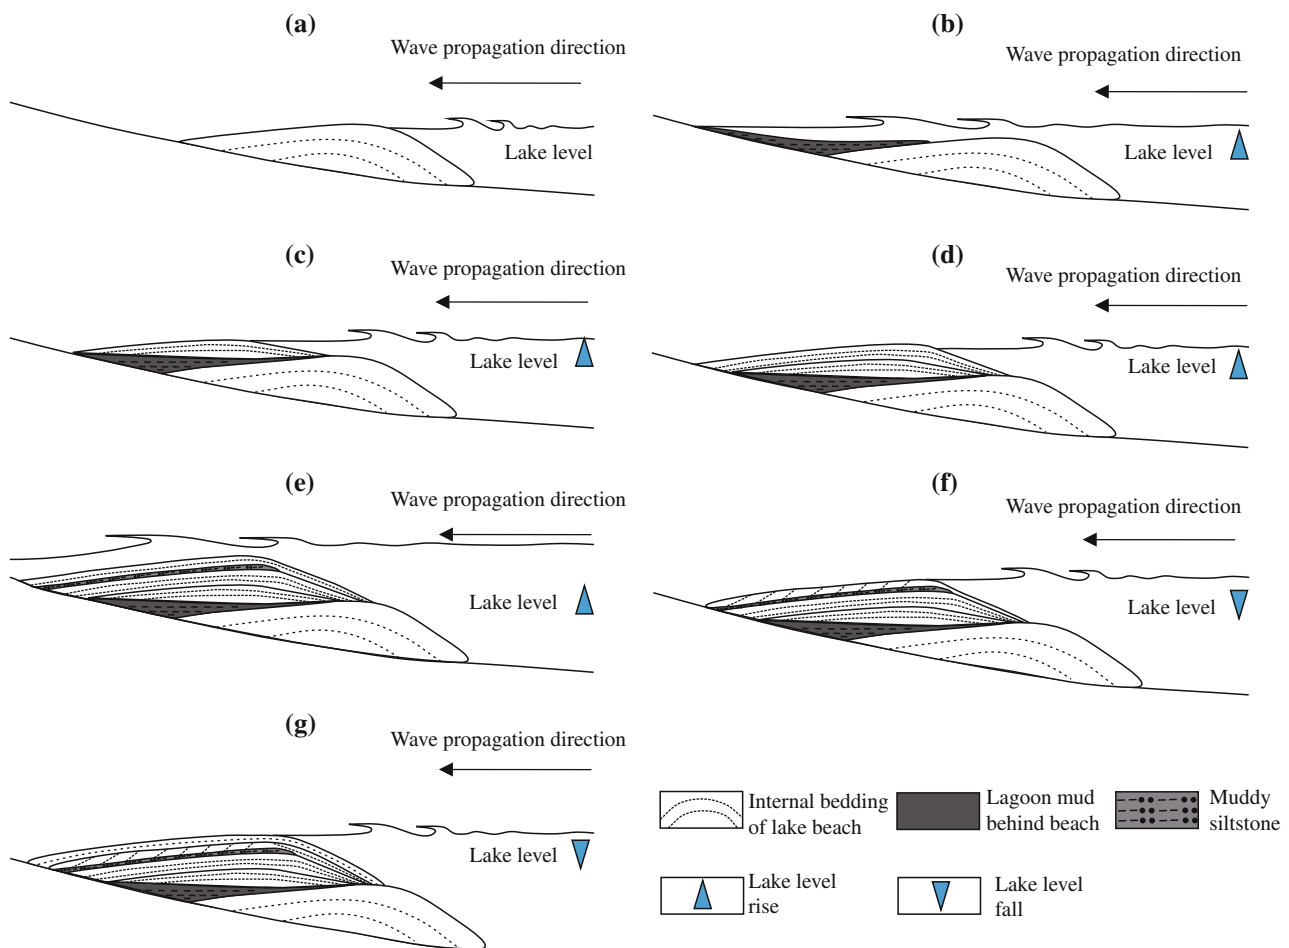 (a)
Wave propagation direction
Lake level
(b)
Wave propagation direction
Lake level
(c)
Wave propagation direction
Lake level
(d)
Wave propagation direction
Lake level
(e)
Wave propagation direction
Lake level
(f)
Wave propagation direction
Lake level
(g)
Wave propagation direction
Lake level
Internal bedding
of lake beach
Lagoon mud
behind beach
Muddy
siltstone
Lake level
rise
Lake level
fall